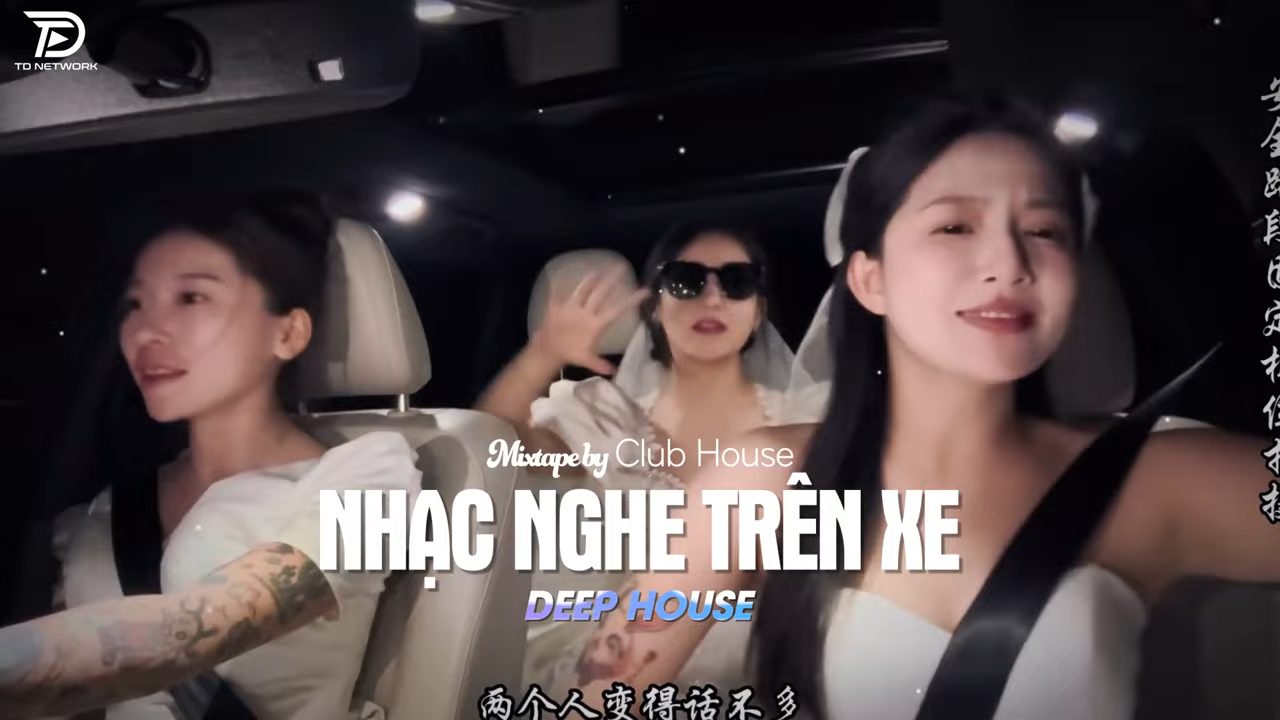 TD NETWORK
Mixtape by Club House
NHẠC NGHE TRÊN XE
DEEP HOUSE
两个人变得话不多